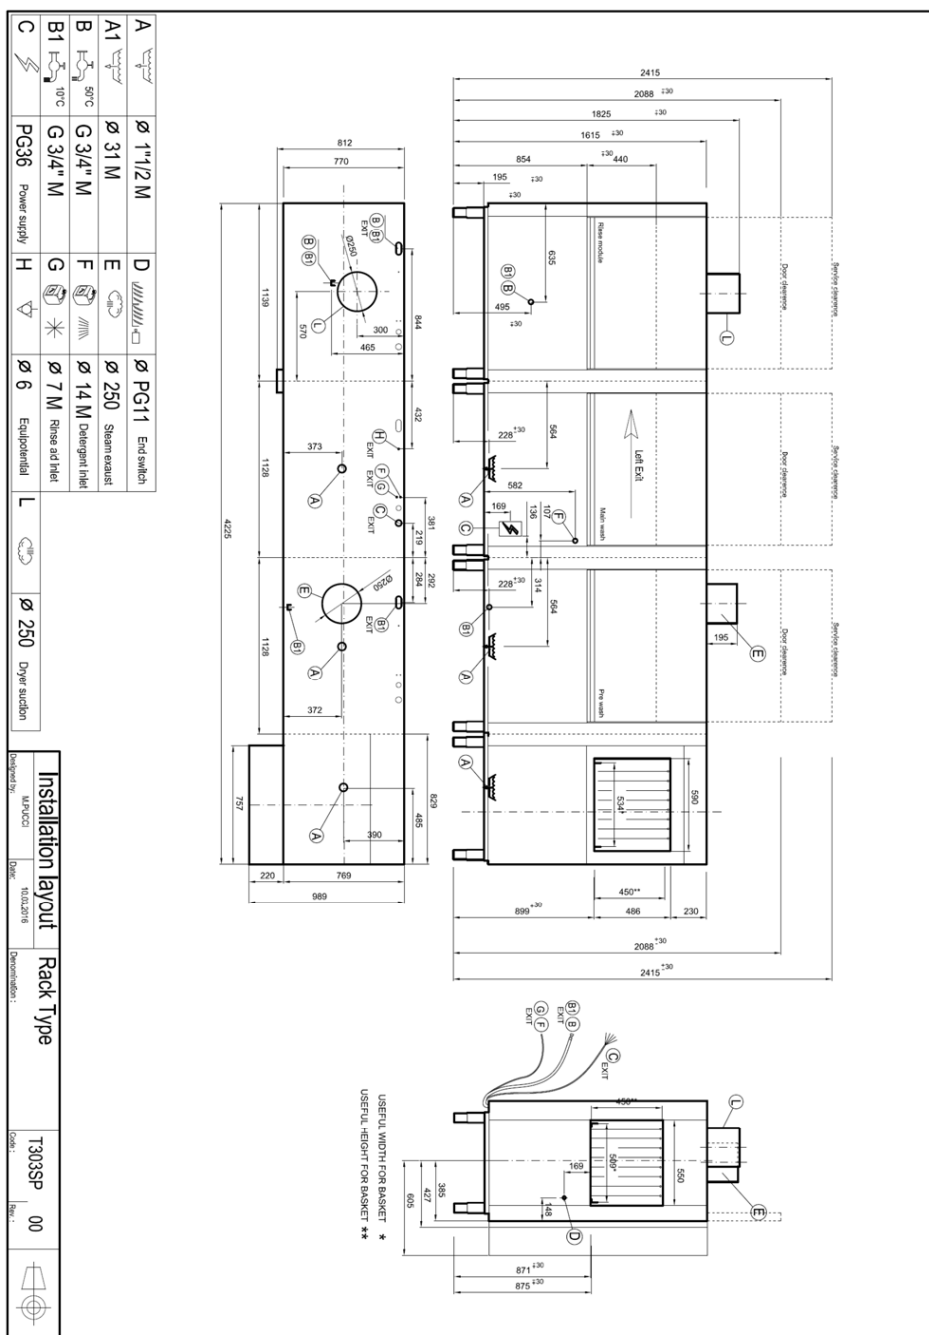 2415
2088 ±30
1825 ±30
1615 ±30
854 ±30
440
195 ±30
±30
812
770
Rinse module
Door clearance
Service clearance
635
B1 B
495
±30
L
B B1
EXIT
B B1
Ø250
L
300
465
570
844
1139
432
H
EXIT
373
A
F G
EXIT
C
EXIT
381
219
1128
4225
564
228 ±30
A
582
169
136
107
C
F
Left Exit
Main wash
Door clearance
Service clearance
292
284
Ø250
E
B1
EXIT
B1
A
372
1128
314
564
228 ±30
B1
A
195
E
Pre wash
Door clearance
Service clearance
829
485
A
390
757
220
769
989
A
590
534*
450**
899 ±30
486
230
2088 ±30
2415 ±30
C
EXIT
B1 B
EXIT
G F
EXIT
L
E
450**
509*
550
169
148
D
385
427
605
871 ±30
875 ±30
USEFUL WIDTH FOR BASKET *
USEFUL HEIGHT FOR BASKET **
A Ø 1"1/2 M D Ø PG11 End switch
A1 Ø 31 M E Ø 250 Steam exaust
B 50°C G 3/4" M F Ø 14 M Detergent inlet
B1 10°C G 3/4" M G Ø 7 M Rinse aid inlet
C PG36 Power supply H Ø 6 Equipotential L Ø 250 Dryer suction
Installation layout Rack Type T303SP 00
Designed by: M.PUCCI Date: 10.03.2016 Denomination : Code : Rev. :